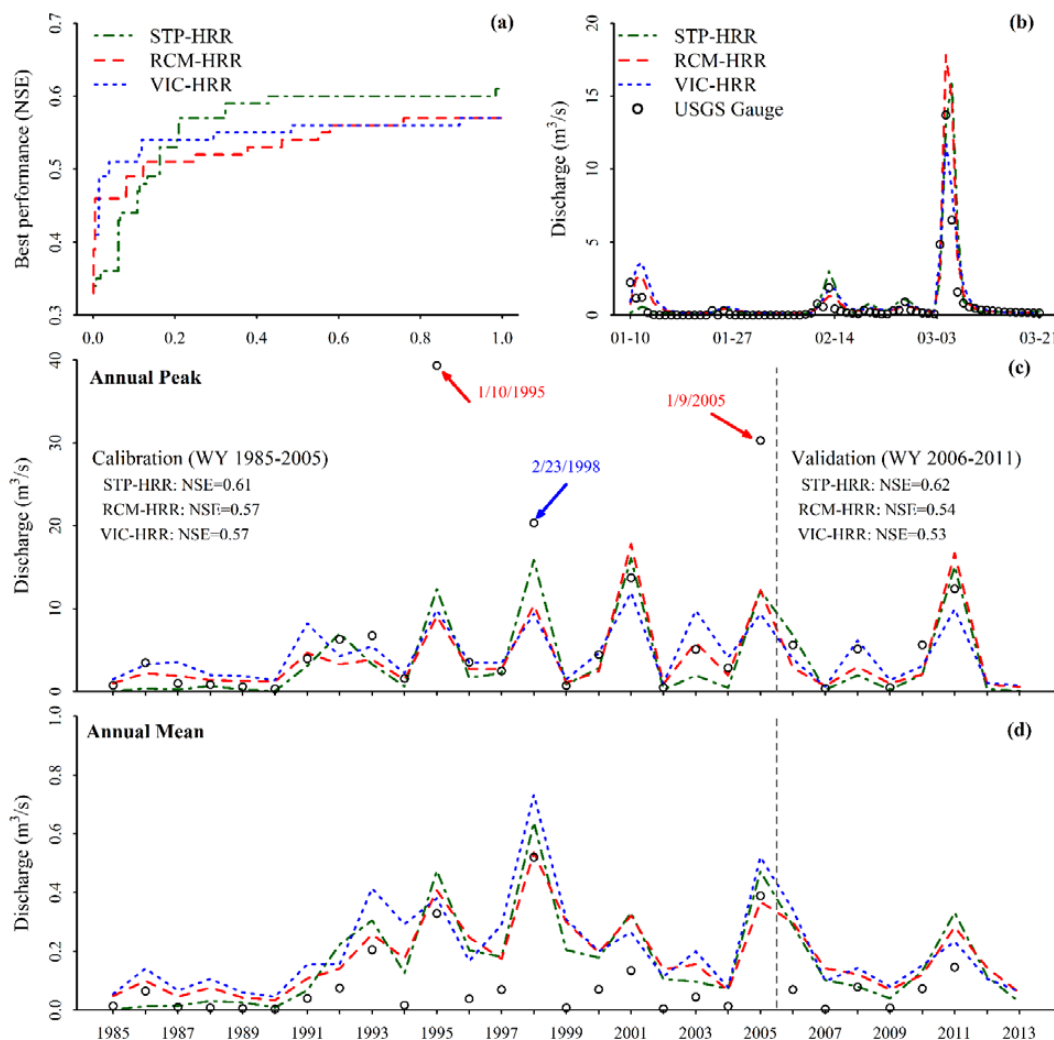 (a)
STP-HRR
RCM-HRR
VIC-HRR
Best performance (NSE)
0.7
0.6
0.5
0.4
0.3
0.0 0.2 0.4 0.6 0.8 1.0
(b)
STP-HRR
RCM-HRR
VIC-HRR
USGS Gauge
Discharge (m³/s)
20
15
10
5
0
01-10 01-27 02-14 03-03 03-21
(c)
Annual Peak
1/10/1995
1/9/2005
2/23/1998
Calibration (WY 1985-2005)
STP-HRR: NSE=0.61
RCM-HRR: NSE=0.57
VIC-HRR: NSE=0.57
Validation (WY 2006-2011)
STP-HRR: NSE=0.62
RCM-HRR: NSE=0.54
VIC-HRR: NSE=0.53
Discharge (m³/s)
40
30
20
10
0
(d)
Annual Mean
Discharge (m³/s)
1.0
0.8
0.6
0.4
0.2
0.0
1985 1987 1989 1991 1993 1995 1997 1999 2001 2003 2005 2007 2009 2011 2013